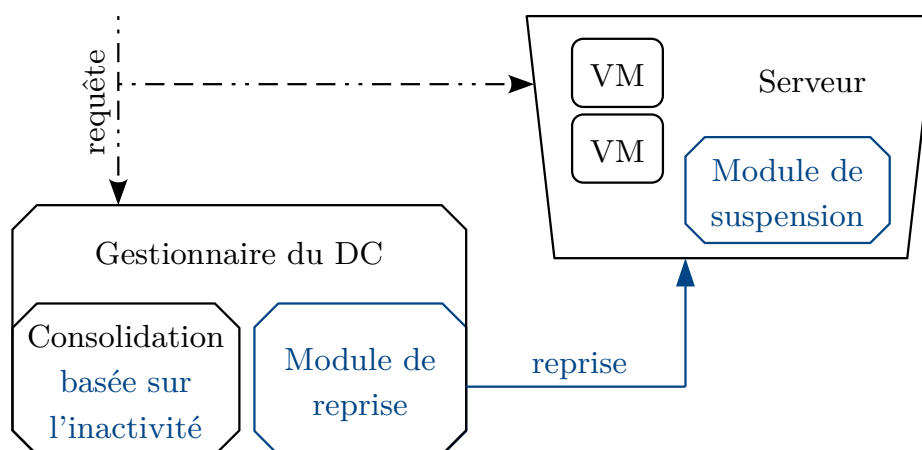 requête
VM
Serveur
VM
Module de
suspension
Gestionnaire du DC
Consolidation
basée sur
l'inactivité
Module de
reprise
reprise